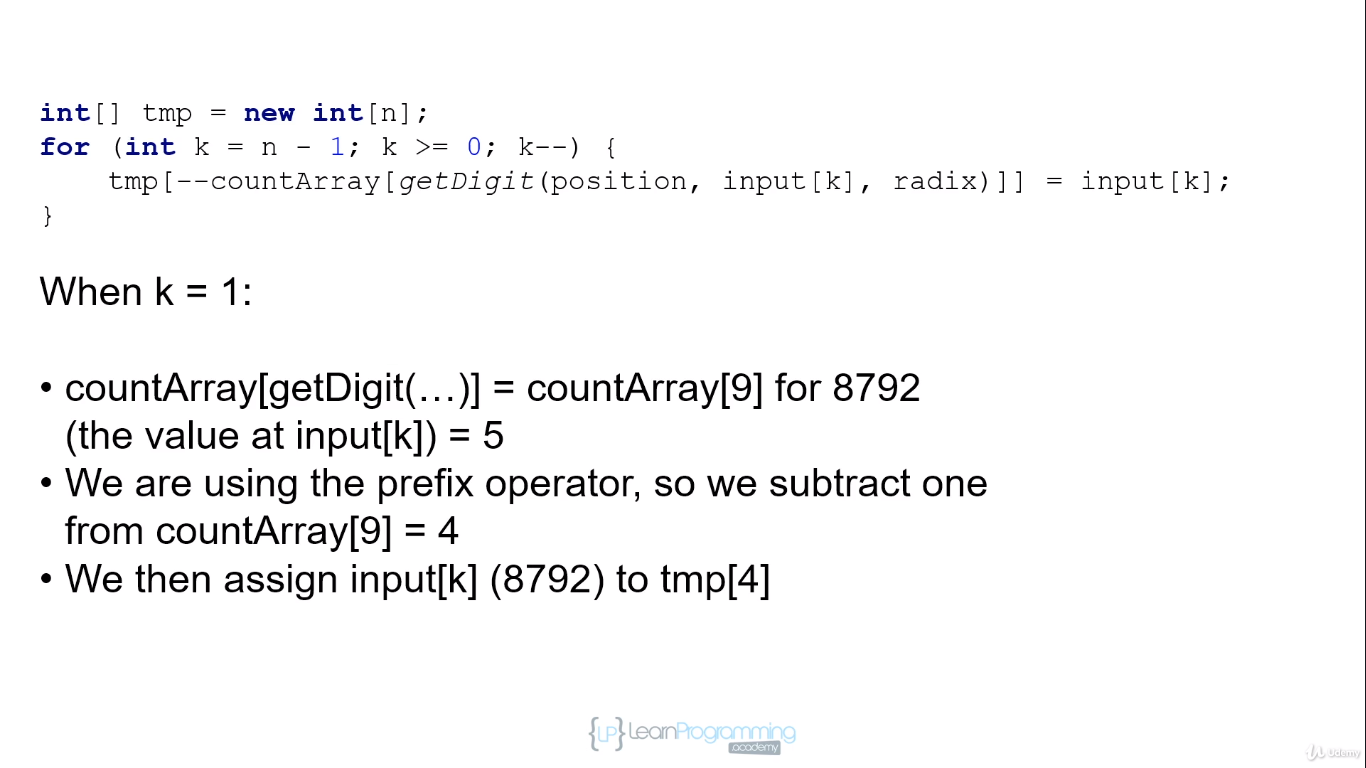 int[] tmp = new int[n];
for (int k = n - 1; k >= 0; k--) {
    tmp[--countArray[getDigit(position, input[k], radix)]] = input[k];
}
When k = 1:
• countArray[getDigit(…)] = countArray[9] for 8792
(the value at input[k]) = 5
• We are using the prefix operator, so we subtract one
from countArray[9] = 4
• We then assign input[k] (8792) to tmp[4]
{LP} LearnProgramming
.academy
Udemy